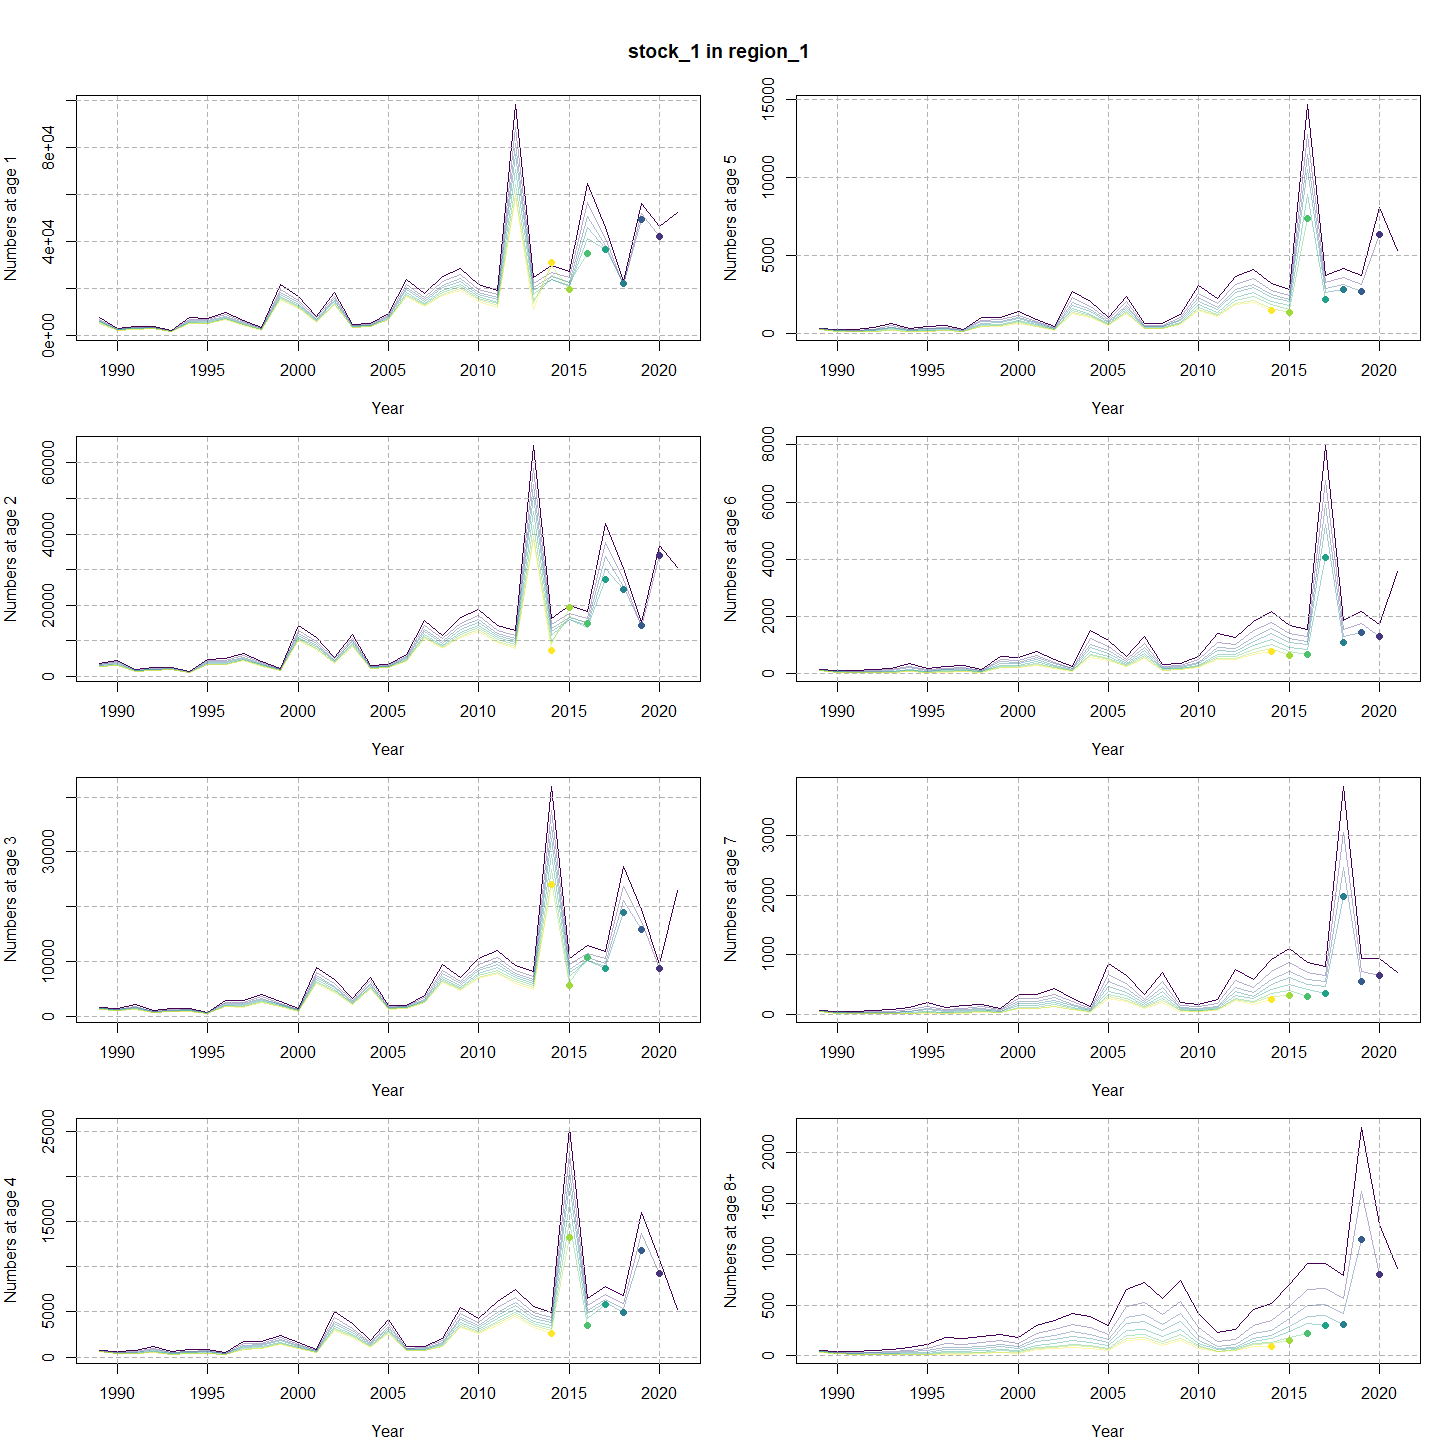 stock_1 in region_1
Numbers at age 1
0e+00 4e+04 8e+04
1990 1995 2000 2005 2010 2015 2020
Year
Numbers at age 5
0 5000 10000 15000
1990 1995 2000 2005 2010 2015 2020
Year
Numbers at age 2
0 20000 40000 60000
1990 1995 2000 2005 2010 2015 2020
Year
Numbers at age 6
0 2000 4000 6000 8000
1990 1995 2000 2005 2010 2015 2020
Year
Numbers at age 3
0 10000 30000
1990 1995 2000 2005 2010 2015 2020
Year
Numbers at age 7
0 1000 2000 3000
1990 1995 2000 2005 2010 2015 2020
Year
Numbers at age 4
0 5000 15000 25000
1990 1995 2000 2005 2010 2015 2020
Year
Numbers at age 8+
0 500 1000 1500 2000
1990 1995 2000 2005 2010 2015 2020
Year